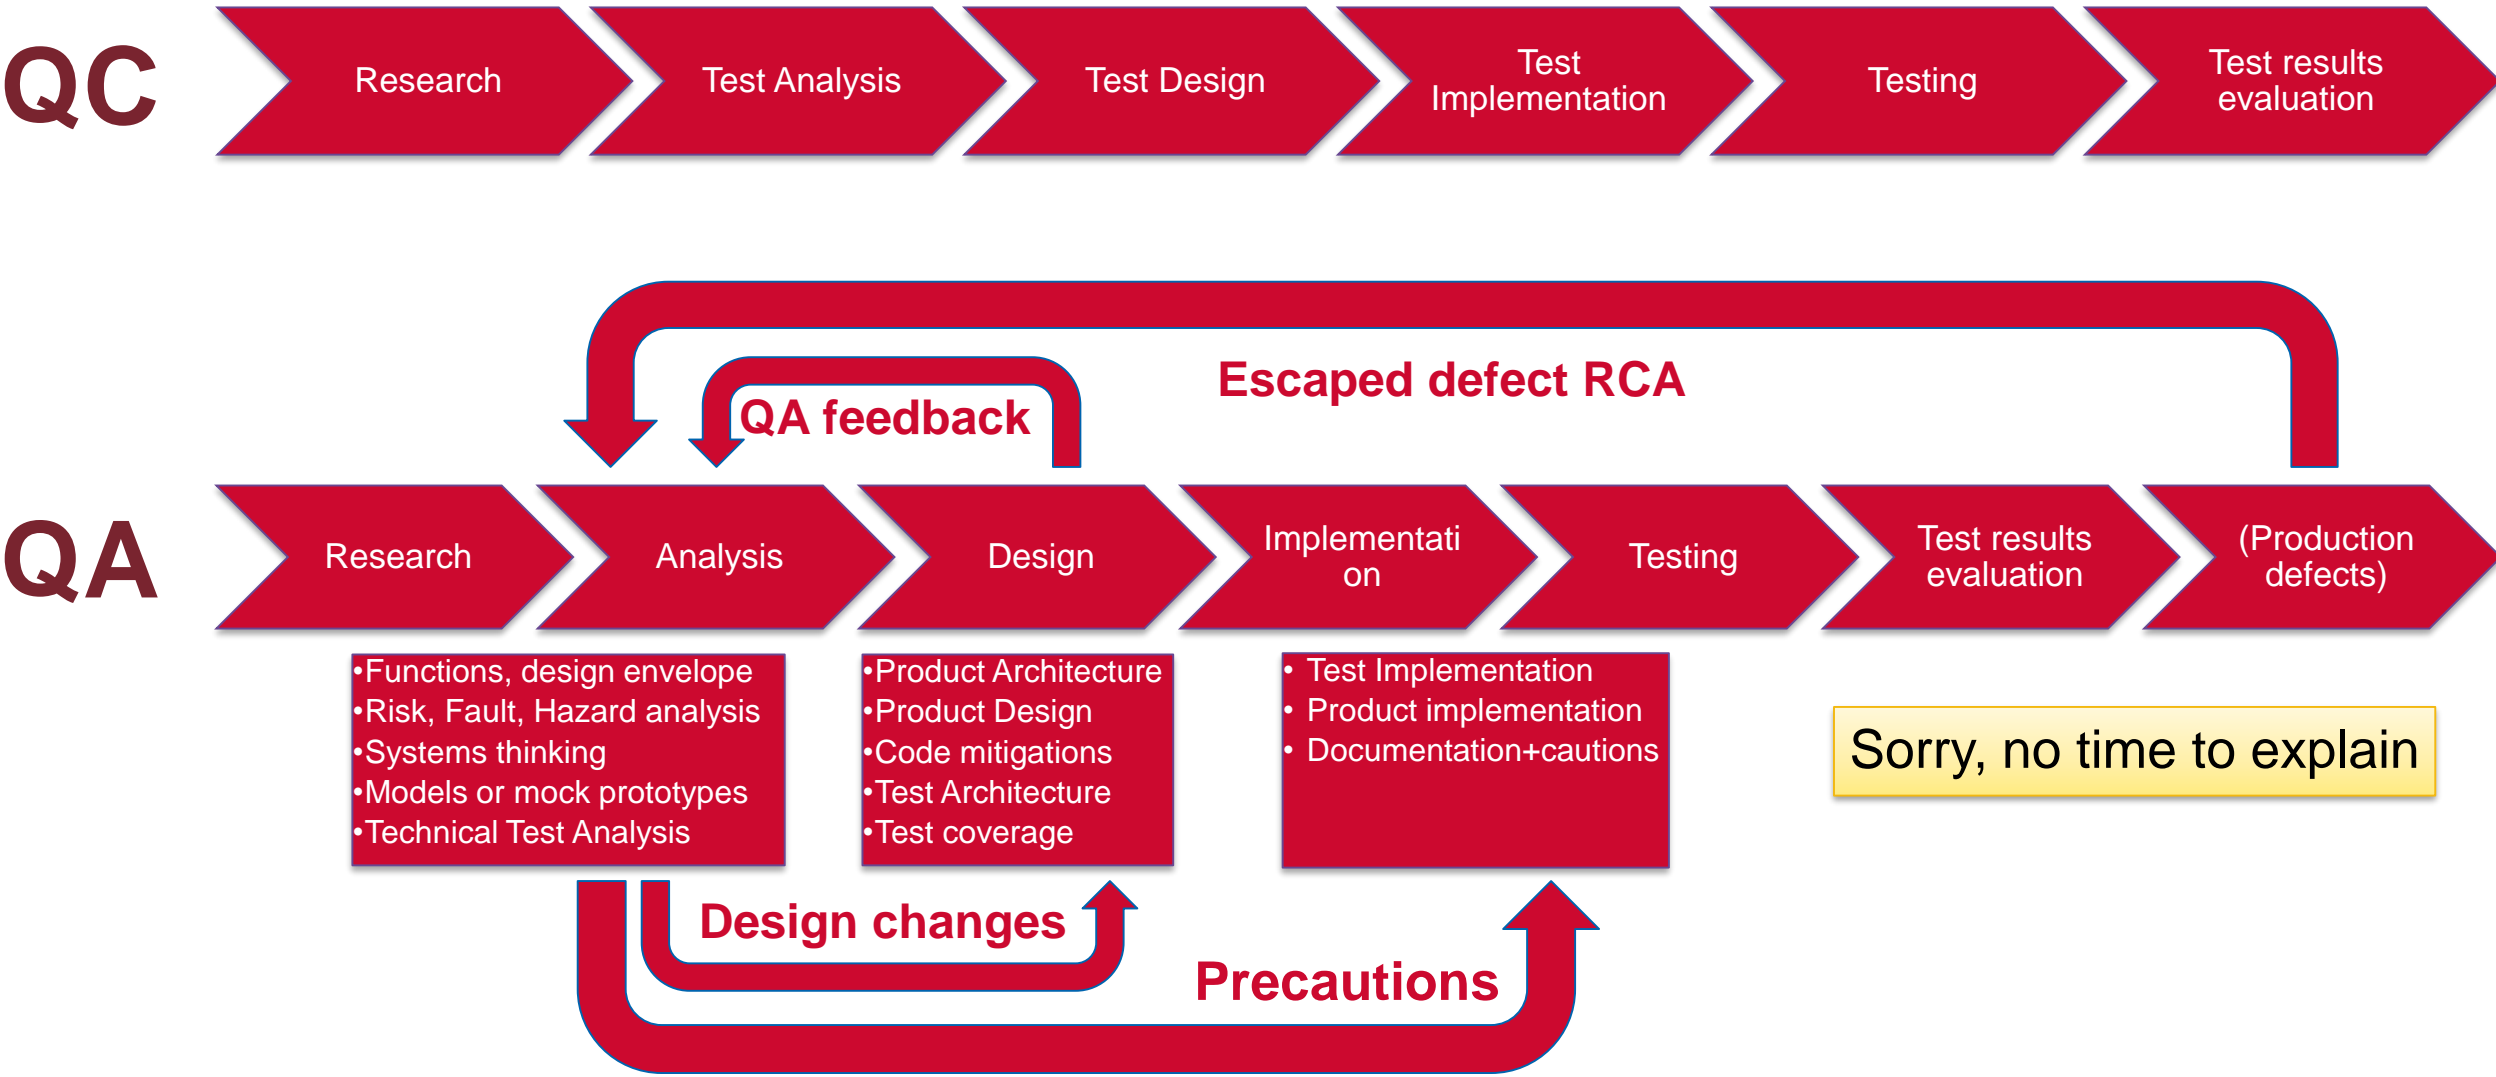 QC
Research
Test Analysis
Test Design
Test
Implementation
Testing
Test results
evaluation
Escaped defect RCA
QA feedback
QA
Research
Analysis
Design
Implementati
on
Testing
Test results
evaluation
(Production
defects)
•Functions, design envelope
•Risk, Fault, Hazard analysis
•Systems thinking
•Models or mock prototypes
•Technical Test Analysis
•Product Architecture
•Product Design
•Code mitigations
•Test Architecture
•Test coverage
• Test Implementation
• Product implementation
• Documentation+cautions
Sorry, no time to explain
Design changes
Precautions